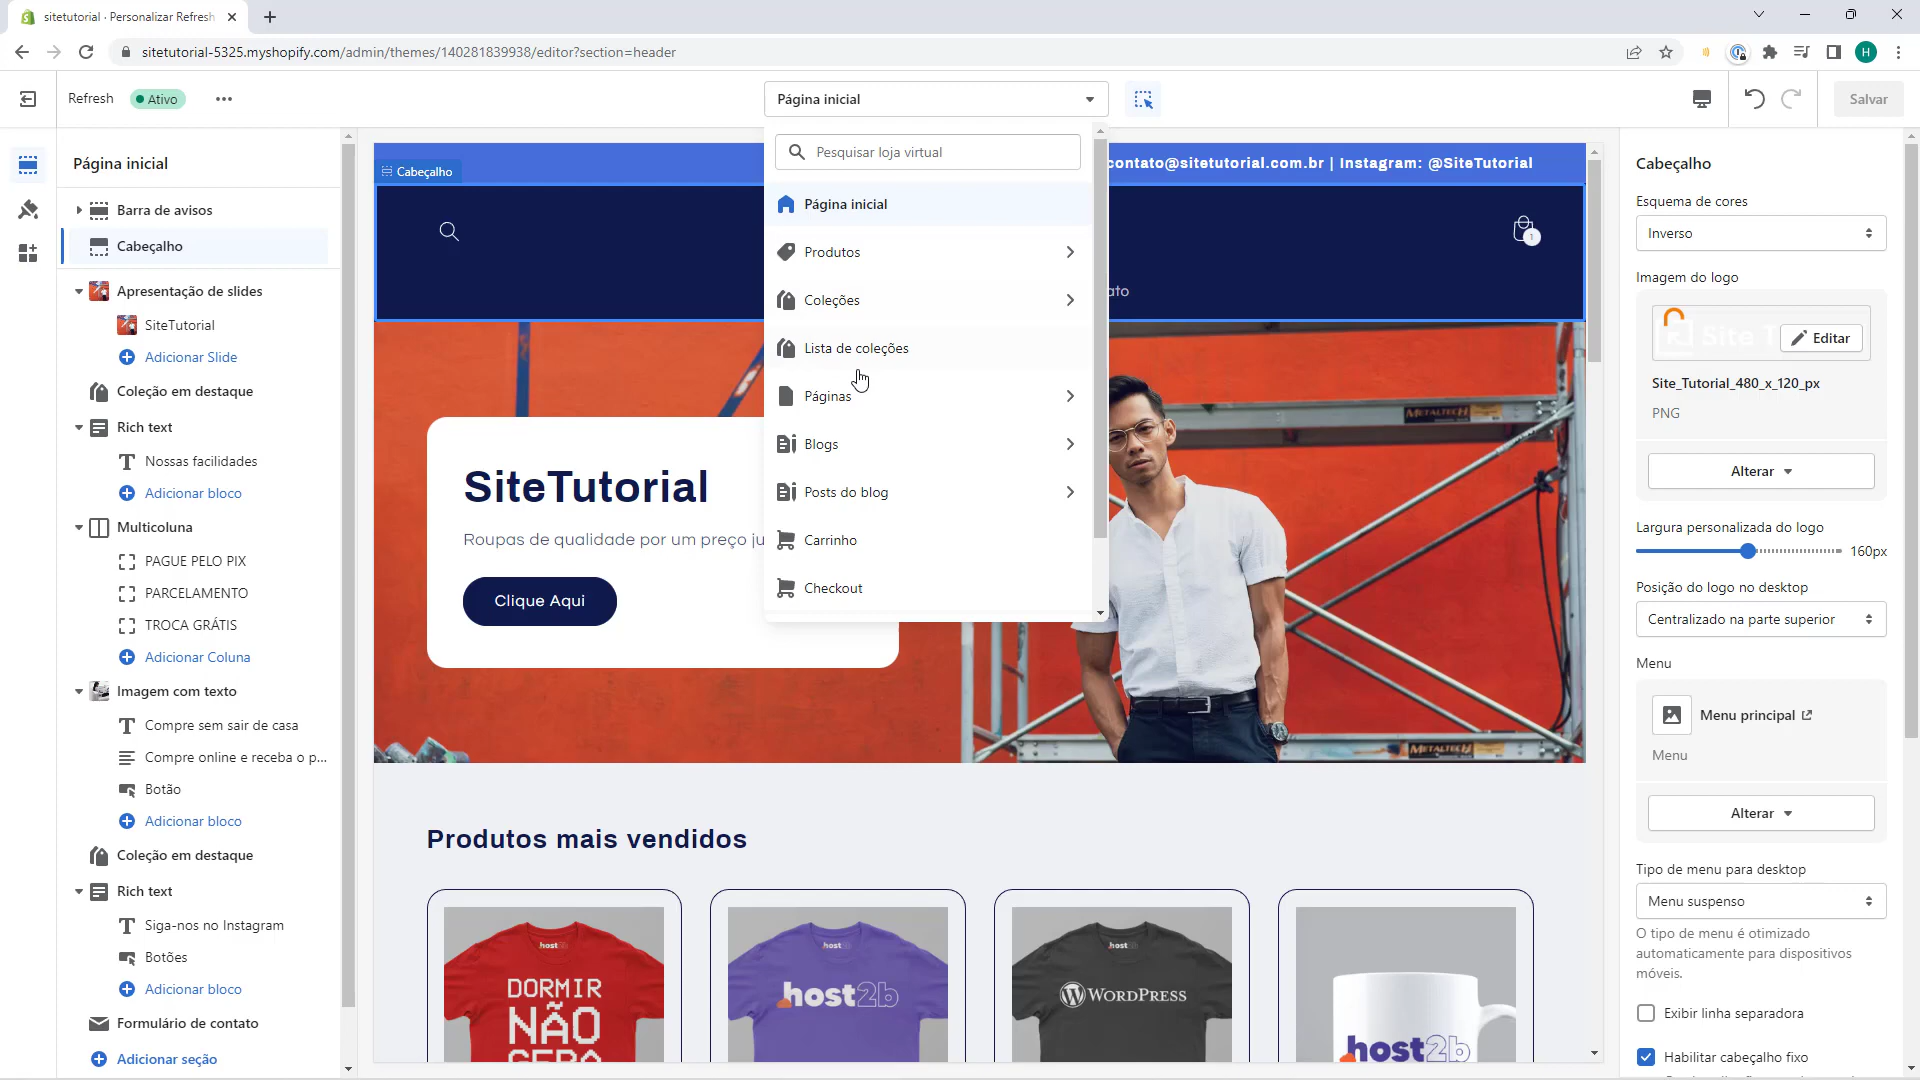 sitetutorial · Personalizar Refresh
sitetutorial-5325.myshopify.com/admin/themes/140281839938/editor?section=header
H
Refresh
Ativo
Página inicial
Salvar
Página inicial
Barra de avisos
Cabeçalho
Apresentação de slides
SiteTutorial
Adicionar Slide
Coleção em destaque
Rich text
Nossas facilidades
Adicionar bloco
Multicoluna
PAGUE PELO PIX
PARCELAMENTO
TROCA GRÁTIS
Adicionar Coluna
Imagem com texto
Compre sem sair de casa
Compre online e receba o p...
Botão
Adicionar bloco
Coleção em destaque
Rich text
Siga-nos no Instagram
Botões
Adicionar bloco
Formulário de contato
Adicionar seção
Pesquisar loja virtual
Página inicial
Produtos
Coleções
Lista de coleções
Páginas
Blogs
Posts do blog
Carrinho
Checkout
contato@sitetutorial.com.br | Instagram: @SiteTutorial
Cabeçalho
1
ato
METALTECH
SiteTutorial
Roupas de qualidade por um preço ju
Clique Aqui
METALTECH
Produtos mais vendidos
host2b
DORMIR
NÃO
GERA
host2b
host2b
host2b
WORDPRESS
host2b
Cabeçalho
Esquema de cores
Inverso
Imagem do logo
Site T
Editar
Site_Tutorial_480_x_120_px
PNG
Alterar
Largura personalizada do logo
160px
Posição do logo no desktop
Centralizado na parte superior
Menu
Menu principal
Menu
Alterar
Tipo de menu para desktop
Menu suspenso
O tipo de menu é otimizado
automaticamente para dispositivos
móveis.
Exibir linha separadora
Habilitar cabeçalho fixo